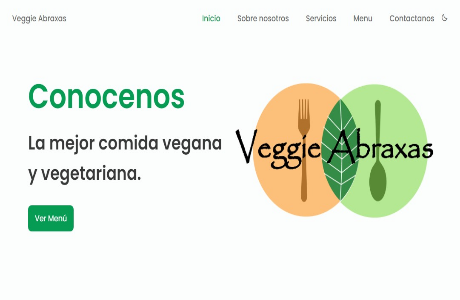 Veggie Abraxas
Inicio Sobre nosotros Servicios Menu Contactanos
Conocenos
La mejor comida vegana
y vegetariana.
Ver Menú
Veggie Abraxas